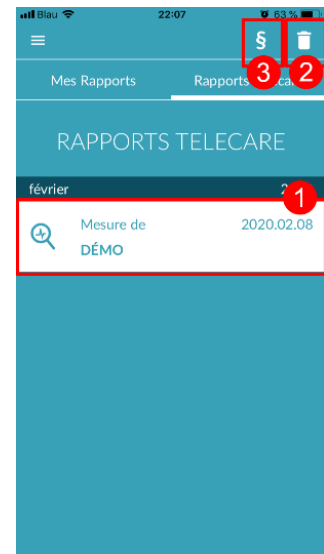 Blau 22:07 63 %
§
3 2
Mes Rapports Rapports
RAPPORTS TELECARE
février
1
Mesure de 2020.02.08
DÉMO